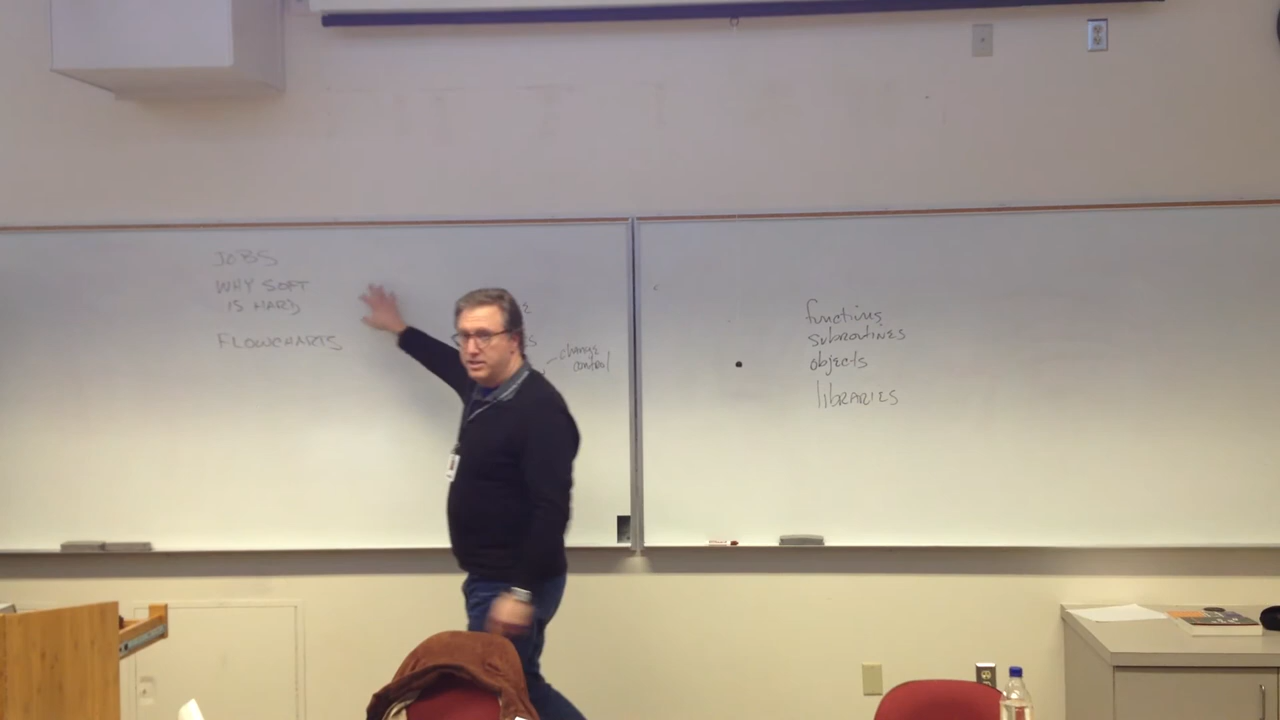 JOBS
WHY SOFT
IS HARD
FLOWCHARTS
change
control
functions
subroutines
objects
libRARIES